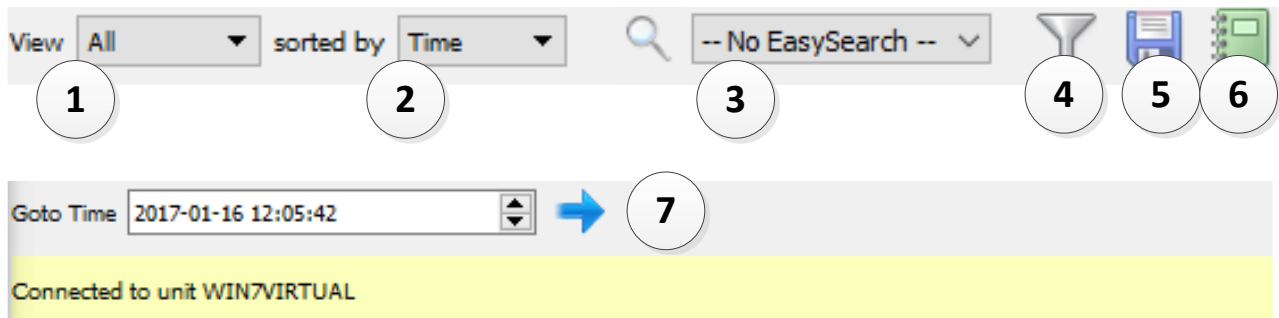 View All sorted by Time -- No EasySearch --
1 2 3 4 5 6
Goto Time 2017-01-16 12:05:42 7
Connected to unit WIN7VIRTUAL